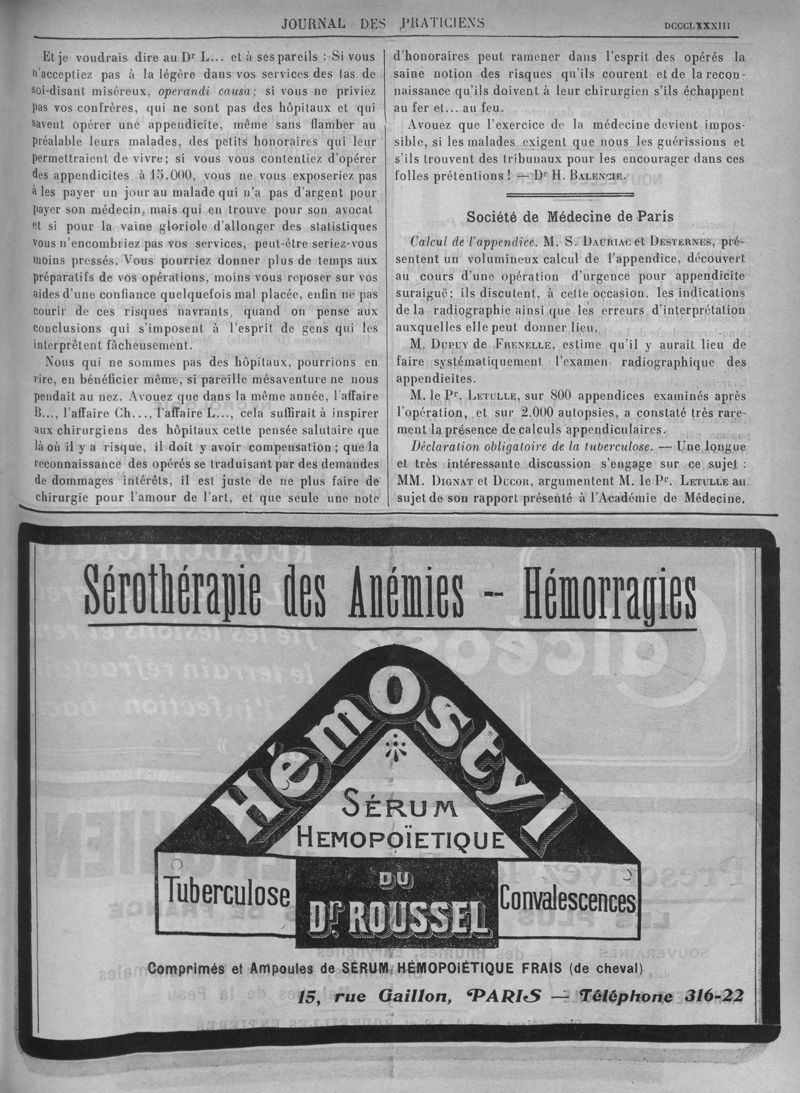 JOURNAL DES PRATICIENS
DCCCLXXXIII
Et je voudrais dire au Dr L... et à ses pareils : Si vous
n'acceptiez pas à la légère dans vos services des tas de
soi-disant miséreux, operandi causa; si vous ne priviez
pas vos confrères, qui ne sont pas des hôpitaux et qui
savent opérer une appendicite, même sans flamber au
préalable leurs malades, des petits honoraires qui leur
permettraient de vivre; si vous vous contentiez d'opérer
des appendicites à 15.000, vous ne vous exposeriez pas
à les payer un jour au malade qui n'a pas d'argent pour
payer son médecin, mais qui en trouve pour son avocat
et si pour la vaine gloriole d'allonger des statistiques
vous n'encombriez pas vos services, peut-être seriez-vous
moins pressés. Vous pourriez donner plus de temps aux
préparatifs de vos opérations, moins vous reposer sur vos
aides d'une confiance quelquefois mal placée, enfin ne pas
courir de ces risques navrants, quand on pense aux
conclusions qui s'imposent à l'esprit de gens qui les
interprètent fâcheusement.
Nous qui ne sommes pas des hôpitaux, pourrions en
rire, en bénéficier même, si pareille mésaventure ne nous
pendait au nez. Avouez que dans la même année, l'affaire
B..., l'affaire Ch..., l'affaire L..., cela suffirait à inspirer
aux chirurgiens des hôpitaux cette pensée salutaire que
là où il y a risque, il doit y avoir compensation; que la
reconnaissance des opérés se traduisant par des demandes
de dommages intérêts, il est juste de ne plus faire de
chirurgie pour l'amour de l'art, et que seule une note
d'honoraires peut ramener dans l'esprit des opérés la
saine notion des risques qu'ils courent et de la recon-
naissance qu'ils doivent à leur chirurgien s'ils échappent
au fer et... au feu.
Avouez que l'exercice de la médecine devient impos-
sible, si les malades exigent que nous les guérissions et
s'ils trouvent des tribunaux pour les encourager dans ces
folles prétentions! — Dr H. BALENCIE.
Société de Médecine de Paris
Calcul de l'appendice. M. S. DAURIAC et DESTERNES, pré-
sentent un volumineux calcul de l'appendice, découvert
au cours d'une opération d'urgence pour appendicite
suraiguë; ils discutent, à cette occasion, les indications
de la radiographie ainsi que les erreurs d'interprétation
auxquelles elle peut donner lieu.
M. DUPUY de FRENELLE, estime qu'il y aurait lieu de
faire systématiquement l'examen radiographique des
appendicites.
M. le Pr. LETULLE, sur 800 appendices examinés après
l'opération, et sur 2.000 autopsies, a constaté très rare-
ment la présence de calculs appendiculaires.
Déclaration obligatoire de la tuberculose. — Une longue
et très intéressante discussion s'engage sur ce sujet :
MM. DIGNAT et DUCOR, argumentent M. le Pr. LETULLE au
sujet de son rapport présenté à l'Académie de Médecine.
Sérothérapie des Anémies -- Hémorragies
Hémostyl
SÉRUM
HEMOPOÏETIQUE
DU
Dr. ROUSSEL
Tuberculose
Convalescences
Comprimés et Ampoules de SÉRUM HÉMOPOIÉTIQUE FRAIS (de cheval)
15, rue Gaillon, PARIS — Téléphone 316-22